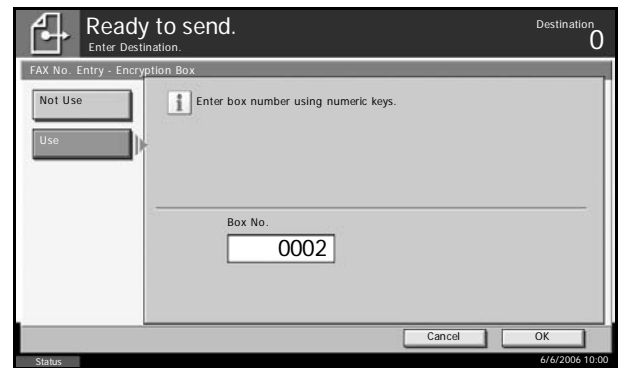 Ready to send.
Destination
Enter Destination.
0
FAX No. Entry - Encryption Box
Not Use
Enter box number using numeric keys.
Use
Box No.
0002
Cancel
OK
Status
6/6/2006 10:00